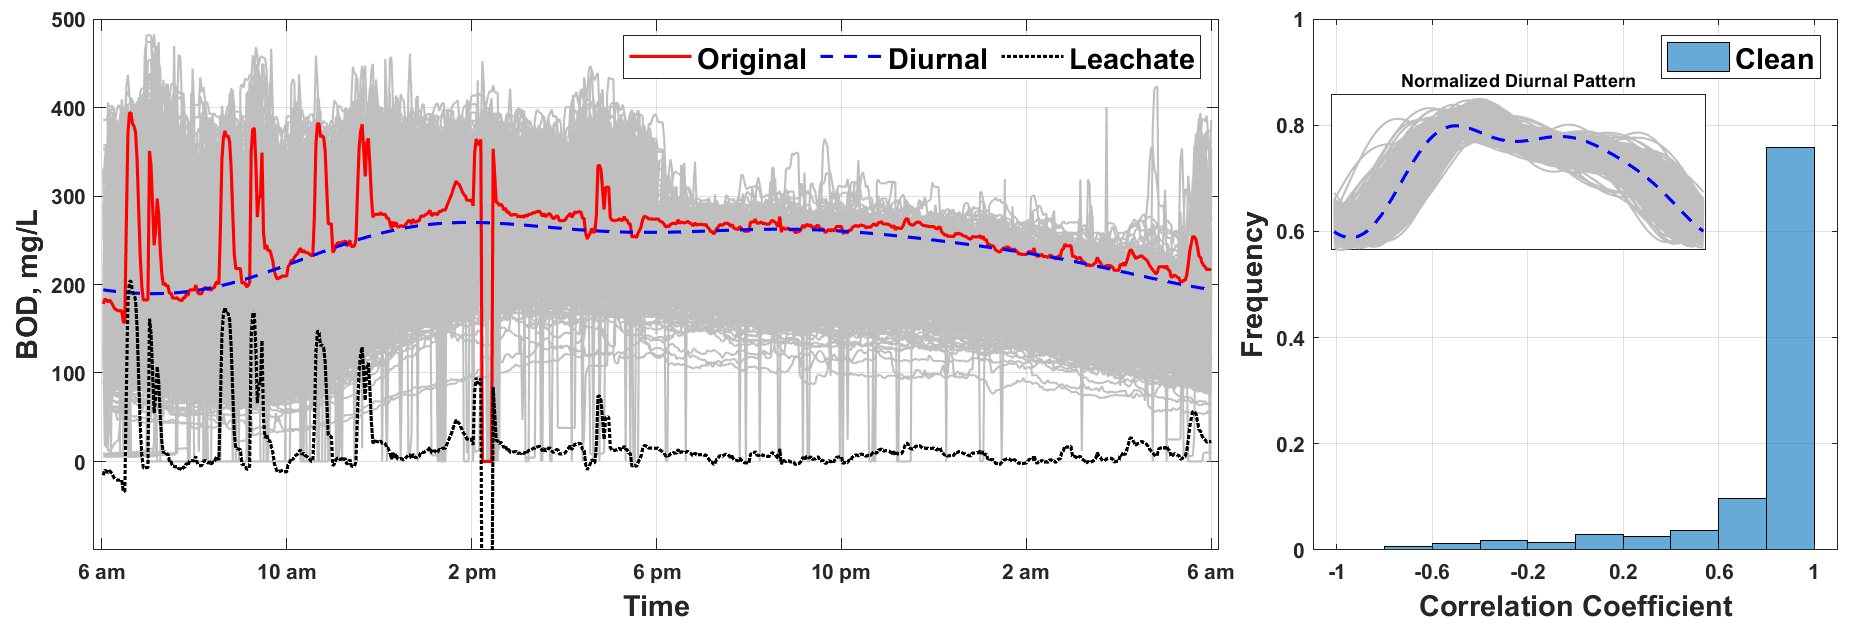 500
400
300
200
100
0
BOD, mg/L
Original Diurnal Leachate
6 am 10 am 2 pm 6 pm 10 pm 2 am 6 am
Time
1
0.8
0.6
0.4
0.2
0
Frequency
Clean
Normalized Diurnal Pattern
-1 -0.6 -0.2 0.2 0.6 1
Correlation Coefficient